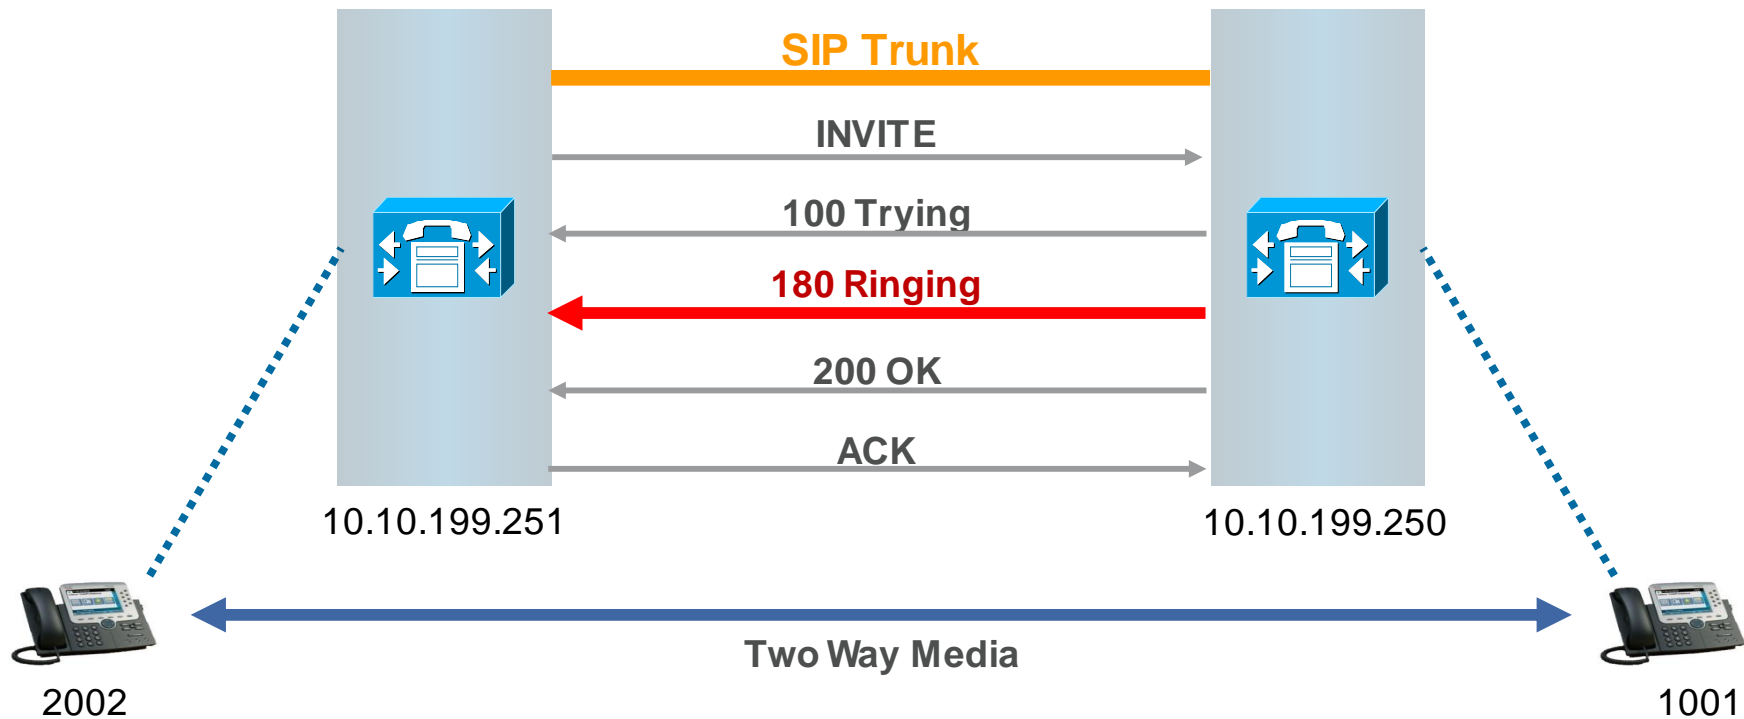 SIP Trunk
INVITE
100 Trying
180 Ringing
200 OK
ACK
10.10.199.251
10.10.199.250
Two Way Media
2002
1001